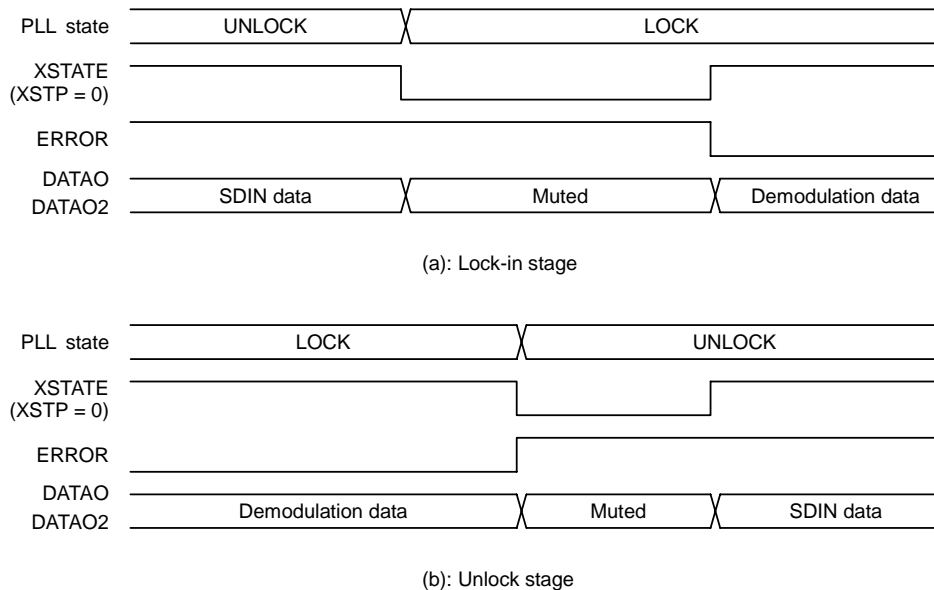 PLL state UNLOCK LOCK
XSTATE
(XSTP = 0)
ERROR
DATAO
DATAO2 SDIN data Muted Demodulation data
(a): Lock-in stage
PLL state LOCK UNLOCK
XSTATE
(XSTP = 0)
ERROR
DATAO
DATAO2 Demodulation data Muted SDIN data
(b): Unlock stage